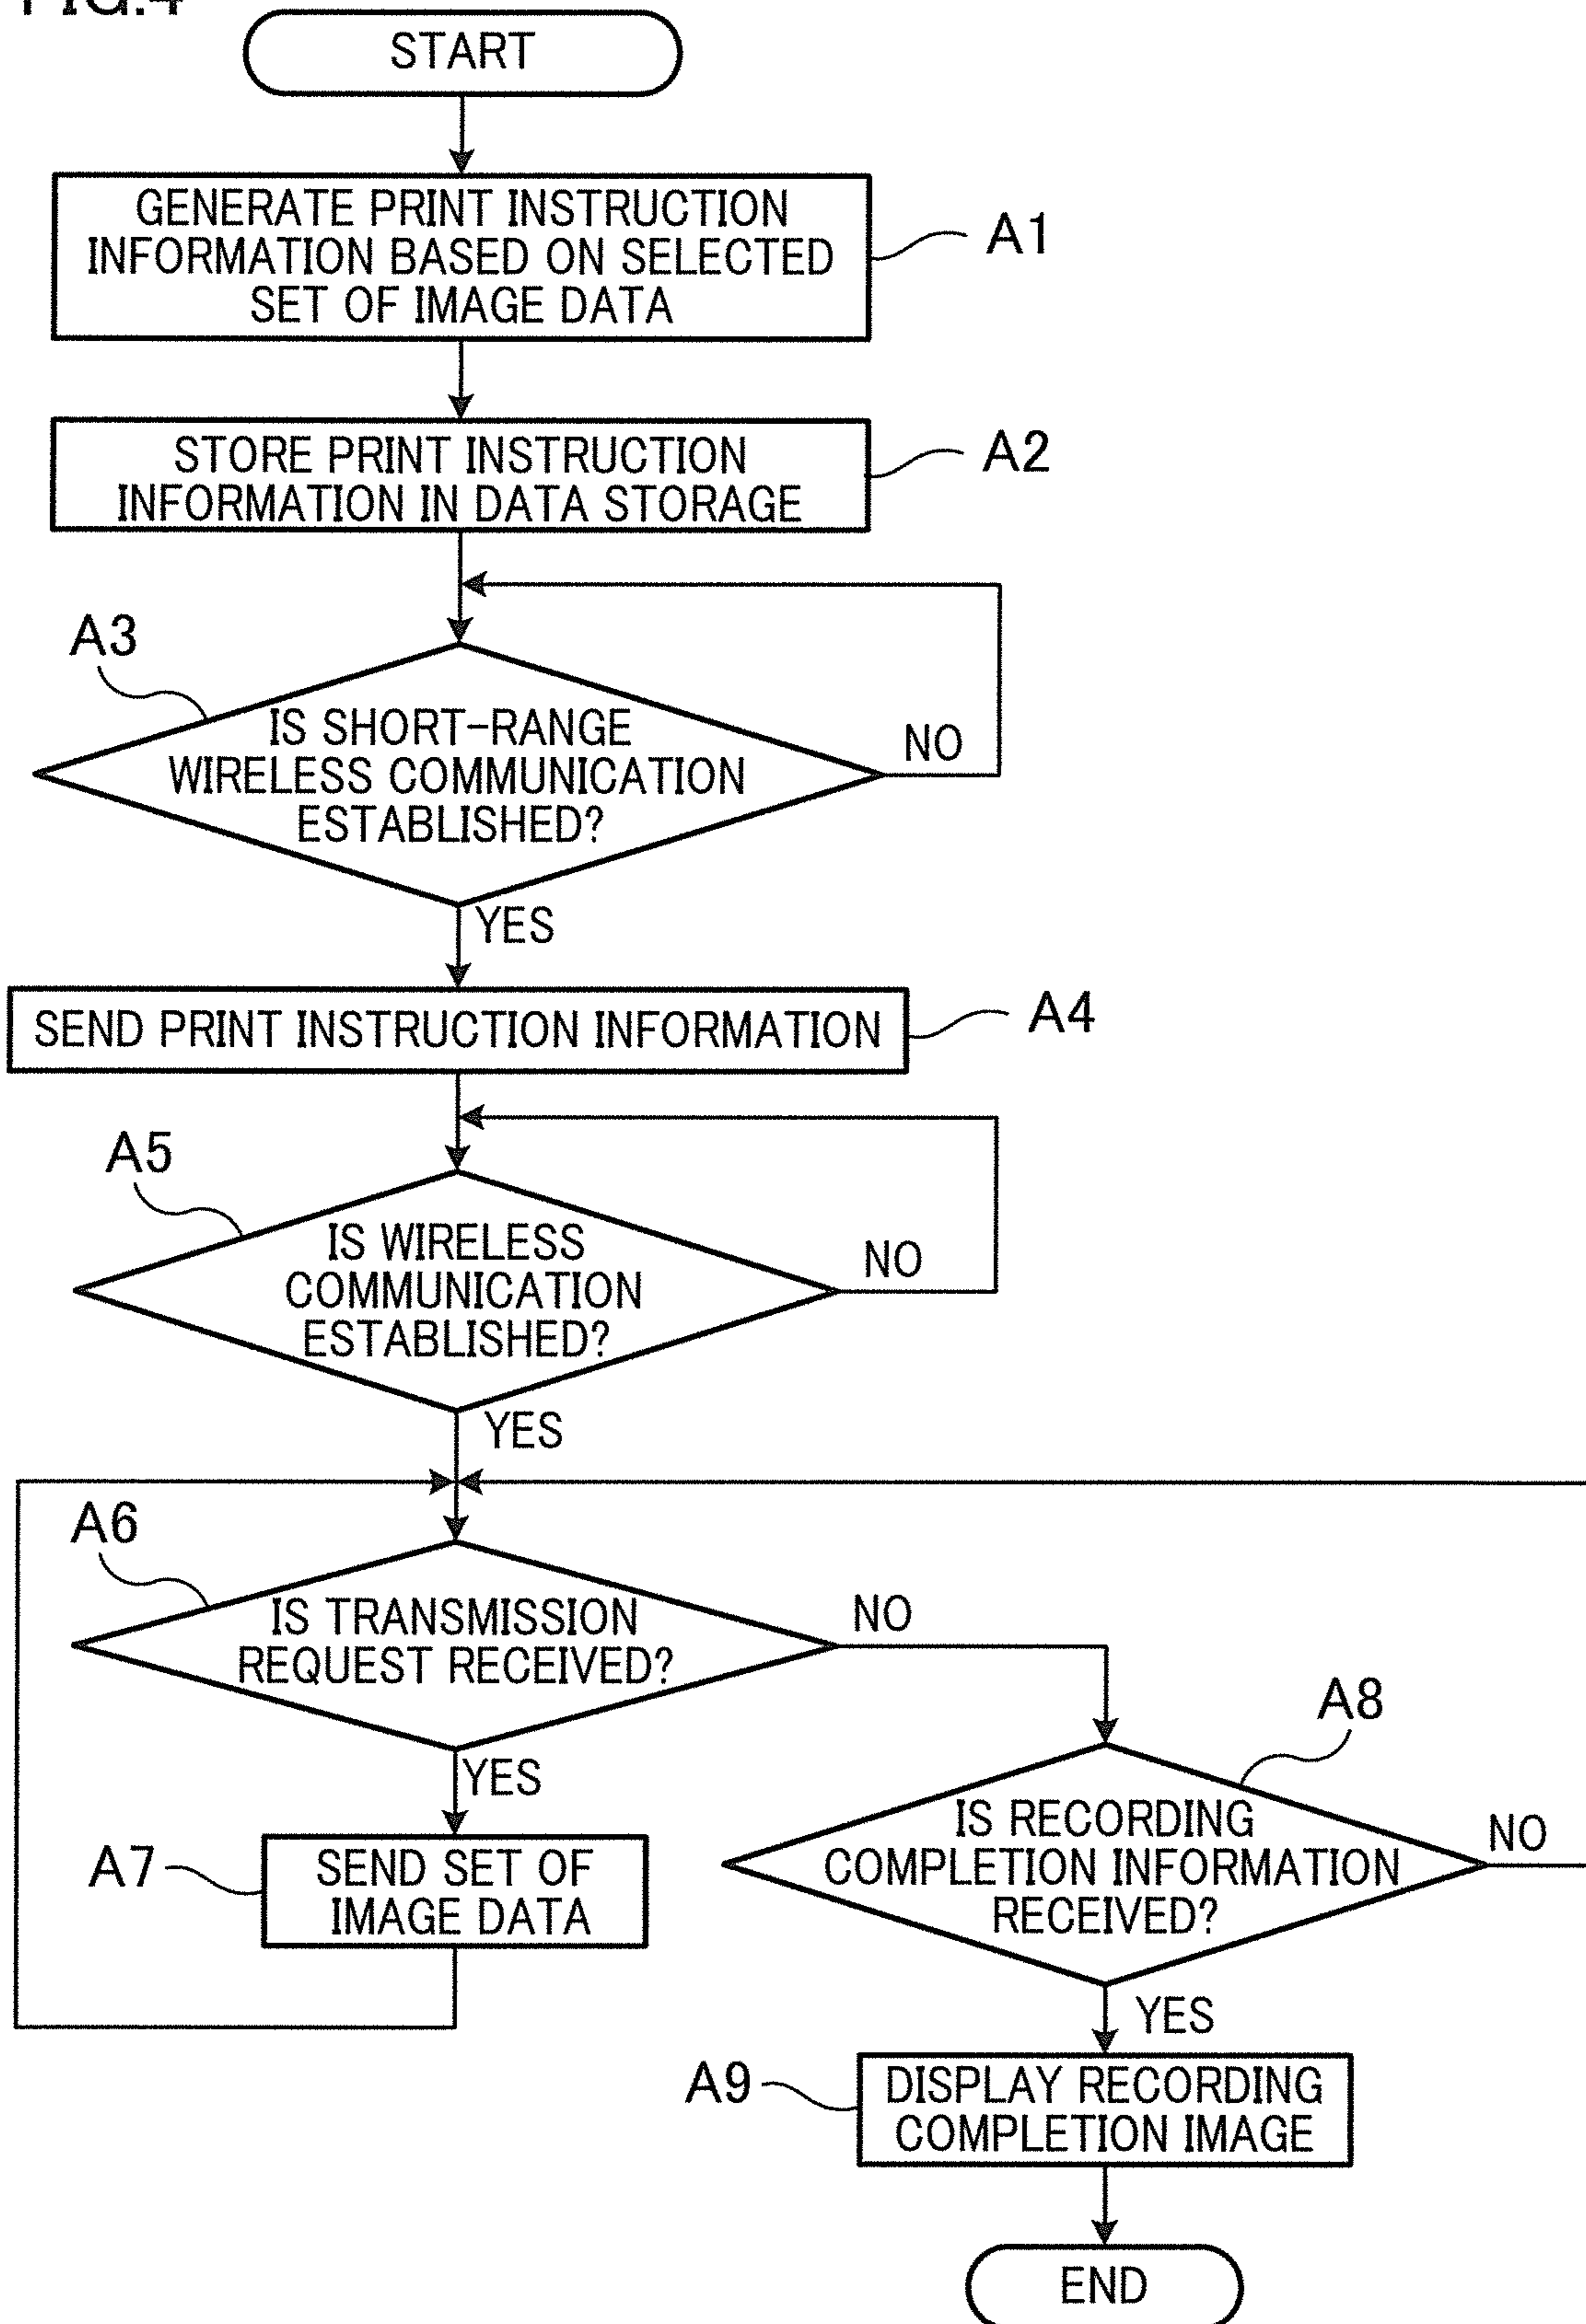 FIG.4
START
GENERATE PRINT INSTRUCTION
INFORMATION BASED ON SELECTED
SET OF IMAGE DATA
A1
STORE PRINT INSTRUCTION
INFORMATION IN DATA STORAGE
A2
A3
IS SHORT-RANGE
WIRELESS COMMUNICATION
ESTABLISHED?
NO
YES
SEND PRINT INSTRUCTION INFORMATION
A4
A5
IS WIRELESS
COMMUNICATION
ESTABLISHED?
NO
YES
A6
IS TRANSMISSION
REQUEST RECEIVED?
NO
YES
A7
SEND SET OF
IMAGE DATA
A8
IS RECORDING
COMPLETION INFORMATION
RECEIVED?
NO
YES
A9
DISPLAY RECORDING
COMPLETION IMAGE
END